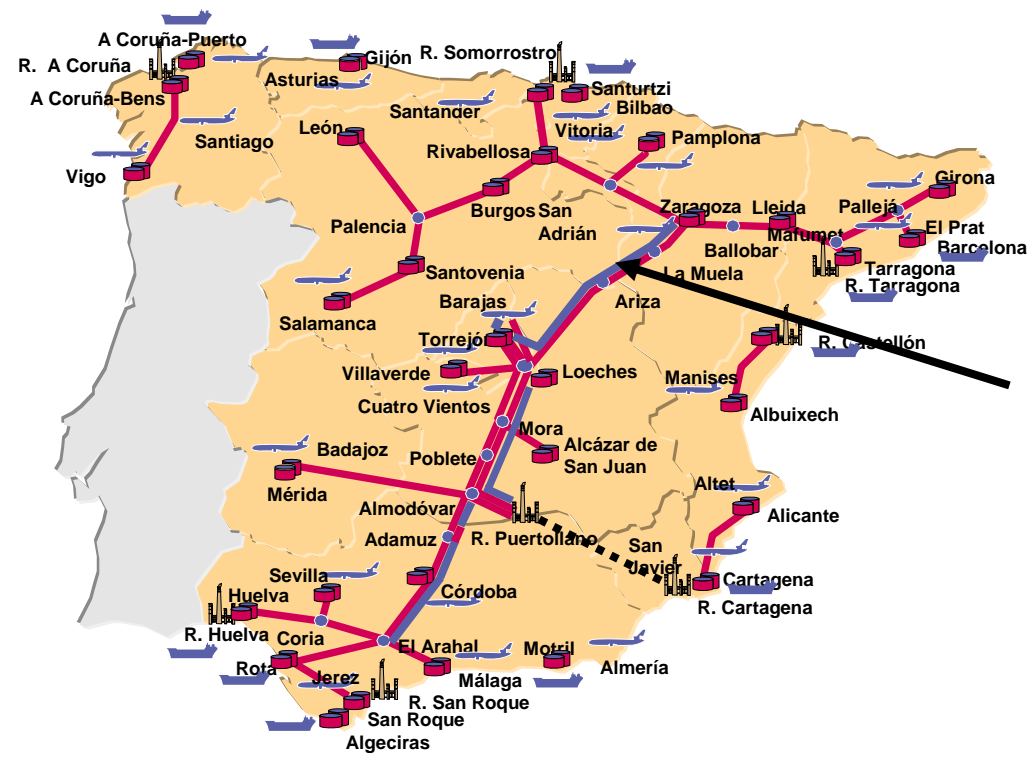 A Coruña-Puerto
R. A Coruña
A Coruña-Bens
Gijón
R. Somorrostro
Asturias
Santurtzi
Bilbao
Santander
León
Santiago
Vitoria
Pamplona
Vigo
Rivabellosa
Girona
Burgos
San
Adrián
Zaragoza
Lleida
Pallejá
Palencia
Mafumet
El Prat
Barcelona
Ballobar
Santovenia
La Muela
Tarragona
R. Tarragona
Barajas
Ariza
Salamanca
Torrejón
R. Castellón
Villaverde
Loeches
Manises
Cuatro Vientos
Albuixech
Mora
Badajoz
Poblete
Alcázar de
San Juan
Mérida
Altet
Almodóvar
Alicante
Adamuz
R. Puertollano
San
Javier
Sevilla
Cartagena
Huelva
Córdoba
R. Cartagena
R. Huelva
Coria
El Arahal
Motril
Rota
Jerez
Málaga
Almería
R. San Roque
San Roque
Algeciras